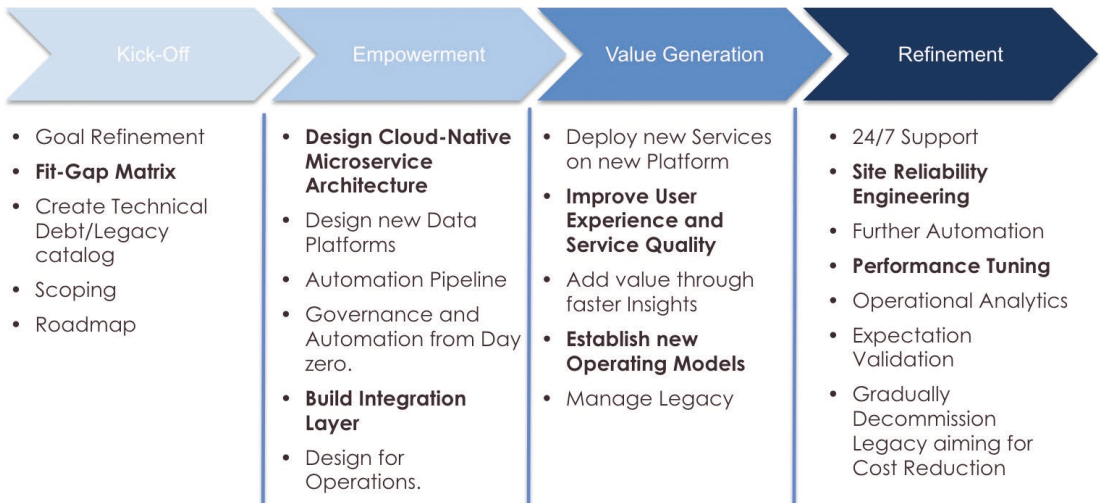 Kick-Off
Empowerment
Value Generation
Refinement
• Goal Refinement
• Fit-Gap Matrix
• Create Technical
Debt/Legacy
catalog
• Scoping
• Roadmap
• Design Cloud-Native
Microservice
Architecture
• Design new Data
Platforms
• Automation Pipeline
• Governance and
Automation from Day
zero.
• Build Integration
Layer
• Design for
Operations.
• Deploy new Services
on new Platform
• Improve User
Experience and
Service Quality
• Add value through
faster Insights
• Establish new
Operating Models
• Manage Legacy
• 24/7 Support
• Site Reliability
Engineering
• Further Automation
• Performance Tuning
• Operational Analytics
• Expectation
Validation
• Gradually
Decommission
Legacy aiming for
Cost Reduction